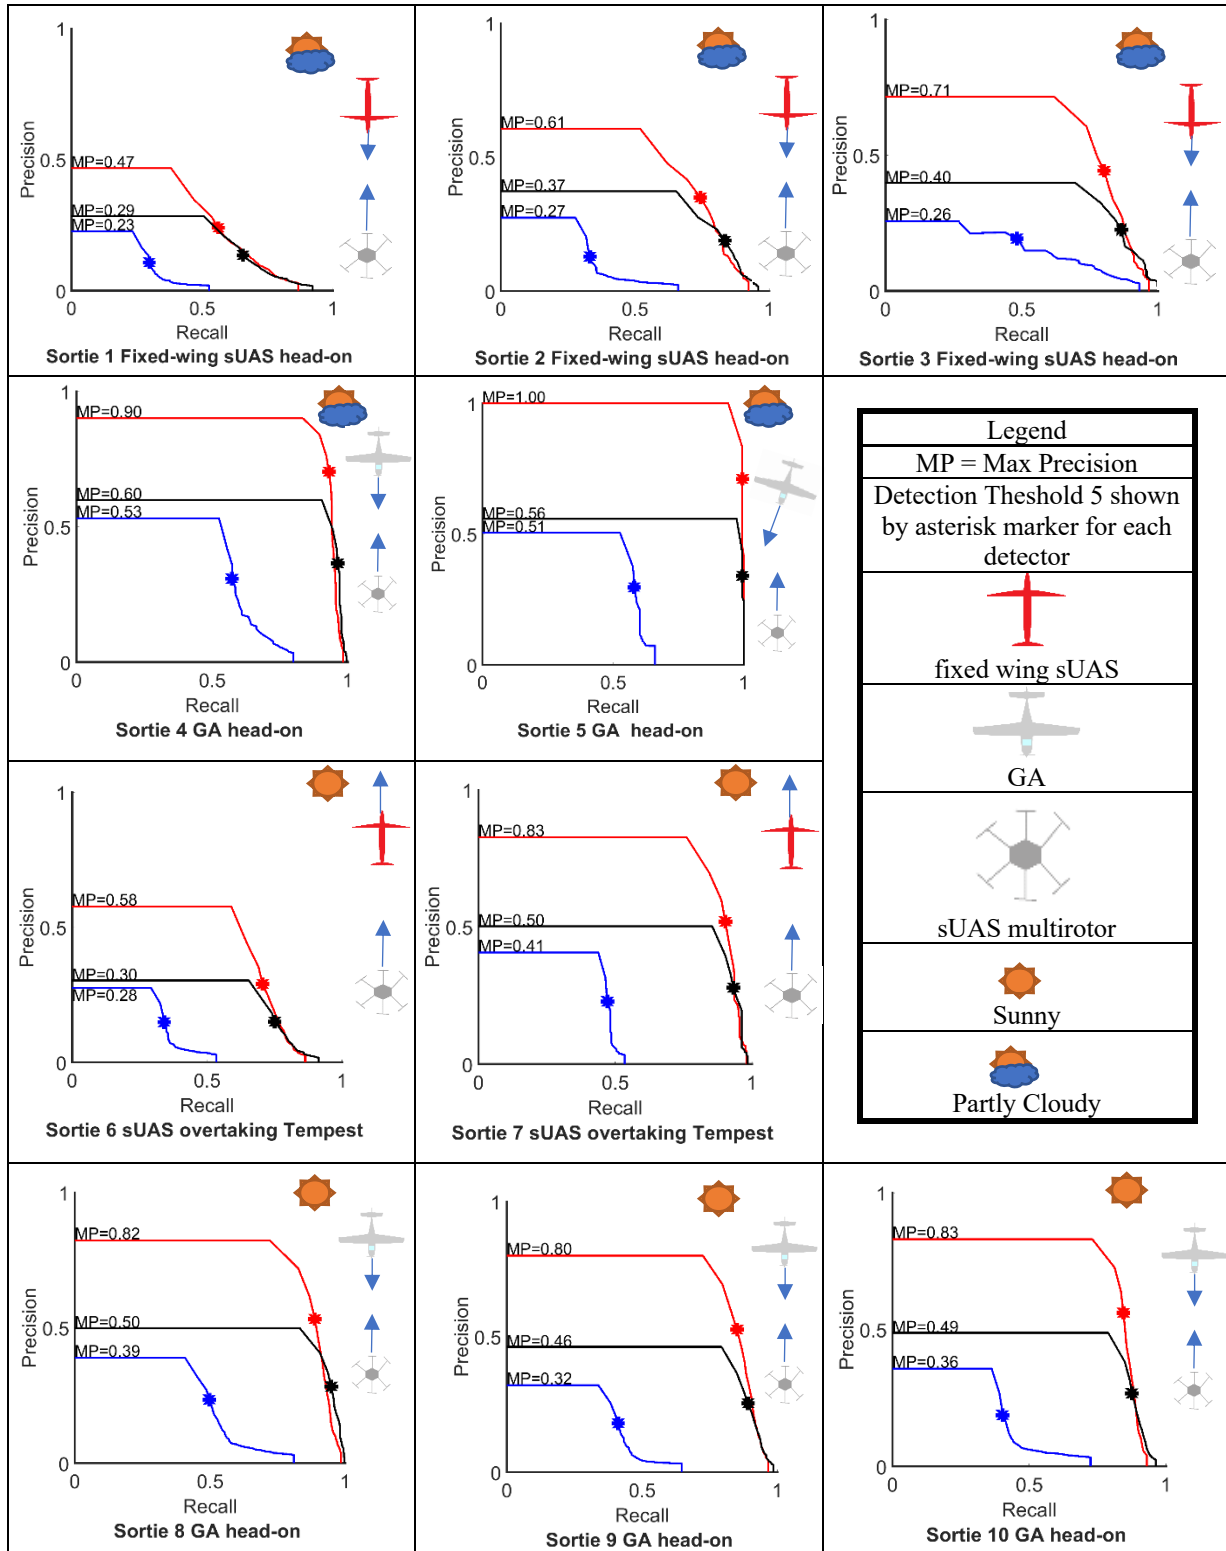 1
MP=0.47
0.5
MP=0.29
MP=0.23
Precision
0
0
0.5
1
Recall
Sortie 1 Fixed-wing sUAS head-on
1
MP=0.61
0.5
MP=0.37
MP=0.27
Precision
0
0
0.5
1
Recall
Sortie 2 Fixed-wing sUAS head-on
1
MP=0.71
0.5
MP=0.40
MP=0.26
Precision
0
0
0.5
1
Recall
Sortie 3 Fixed-wing sUAS head-on
1
MP=0.90
MP=0.60
MP=0.53
0.5
Precision
0
0
0.5
1
Recall
Sortie 4 GA head-on
1
MP=1.00
MP=0.56
MP=0.51
0.5
Precision
0
0
0.5
1
Recall
Sortie 5 GA head-on
Legend
MP = Max Precision
Detection Theshold 5 shown
by asterisk marker for each
detector
fixed wing sUAS
GA
sUAS multirotor
Sunny
Partly Cloudy
1
MP=0.58
0.5
MP=0.30
MP=0.28
Precision
0
0
0.5
1
Recall
Sortie 6 sUAS overtaking Tempest
1
MP=0.83
MP=0.50
0.5
MP=0.41
Precision
0
0
0.5
1
Recall
Sortie 7 sUAS overtaking Tempest
1
MP=0.82
MP=0.50
0.5
MP=0.39
Precision
0
0
0.5
1
Recall
Sortie 8 GA head-on
1
MP=0.80
0.5
MP=0.46
MP=0.32
Precision
0
0
0.5
1
Recall
Sortie 9 GA head-on
1
MP=0.83
0.5
MP=0.49
MP=0.36
Precision
0
0
0.5
1
Recall
Sortie 10 GA head-on